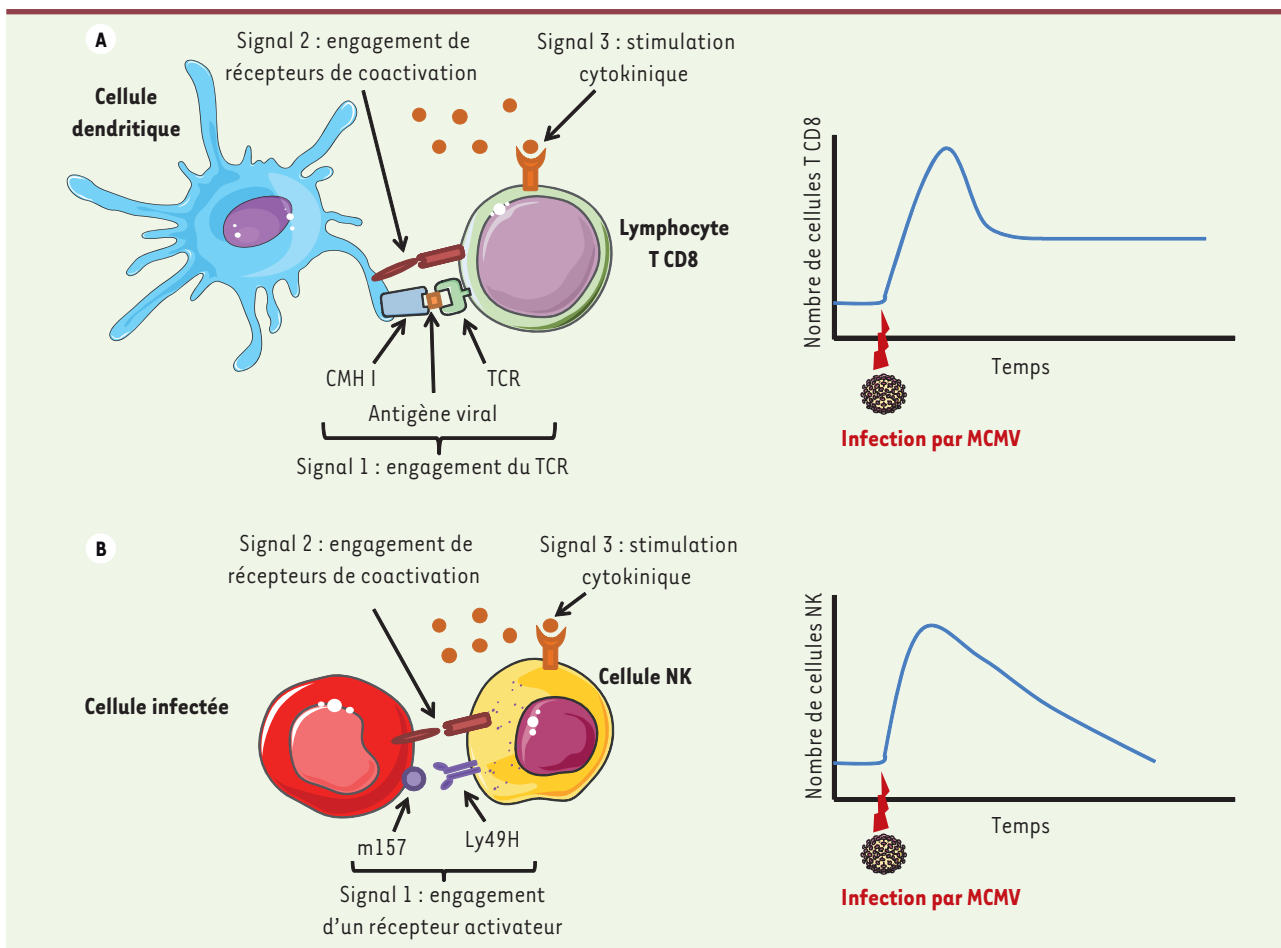 A
Signal 2 : engagement de
récepteurs de coactivation
Signal 3 : stimulation
cytokinique
Cellule
dendritique
Lymphocyte
T CD8
CMH I
TCR
Antigène viral
Signal 1 : engagement du TCR
Nombre de cellules T CD8
Temps
Infection par MCMV
B
Signal 2 : engagement de
récepteurs de coactivation
Signal 3 : stimulation
cytokinique
Cellule infectée
Cellule NK
m157
Ly49H
Signal 1 : engagement
d'un récepteur activateur
Nombre de cellules NK
Temps
Infection par MCMV